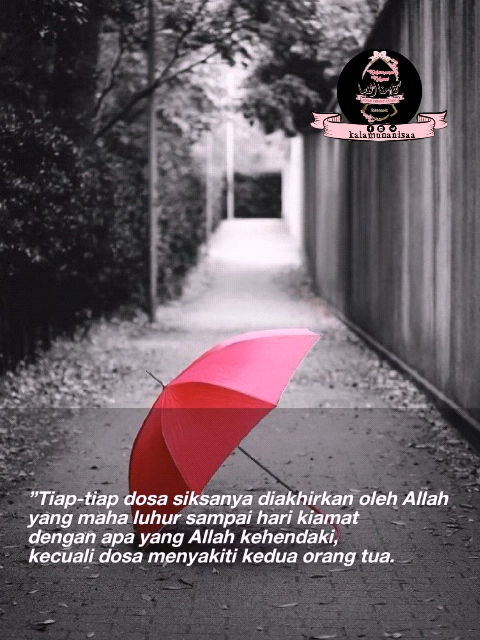 kalamunanisaa
”Tiap-tiap dosa siksanya diakhirkan oleh Allah
yang maha luhur sampai hari kiamat
dengan apa yang Allah kehendaki,
kecuali dosa menyakiti kedua orang tua.